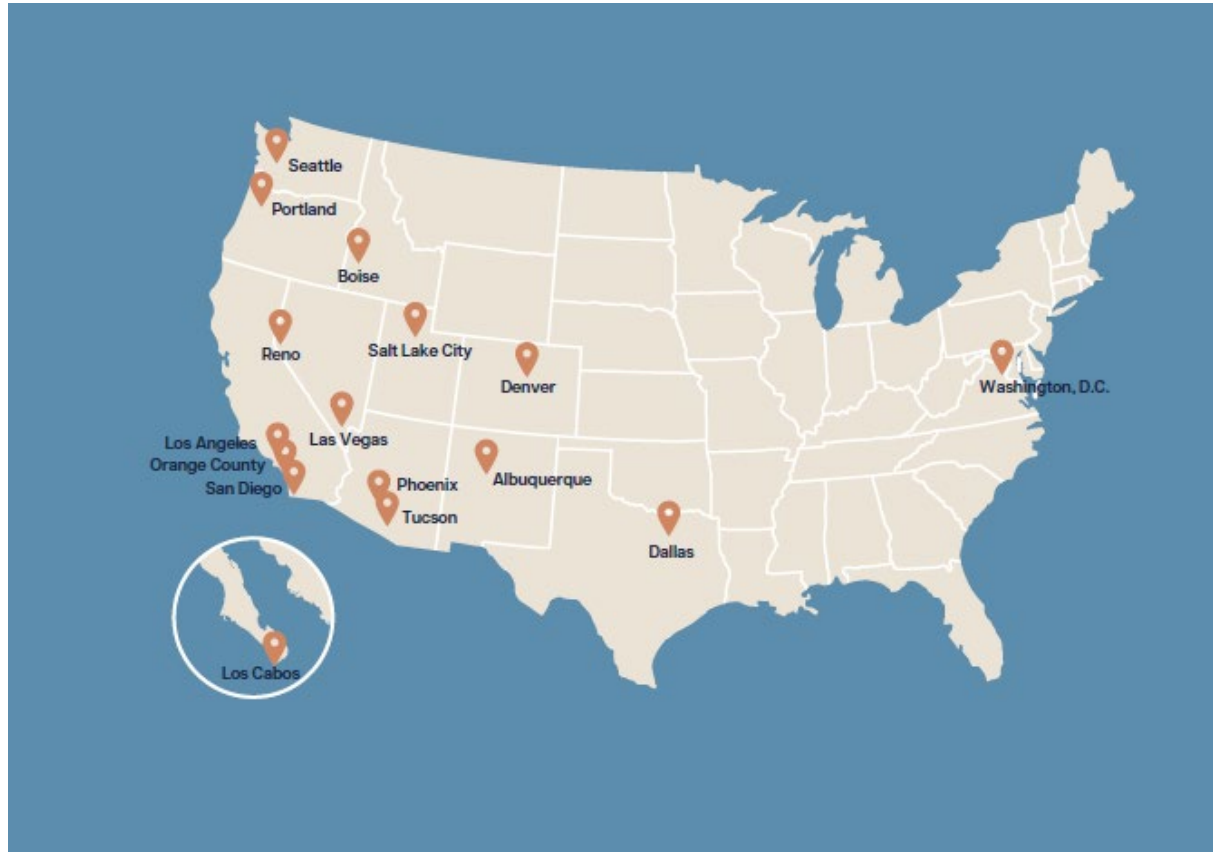 Seattle
Portland
Boise
Reno
Salt Lake City
Denver
Washington, D.C.
Las Vegas
Los Angeles
Orange County
San Diego
Phoenix
Albuquerque
Tucson
Dallas
Los Cabos